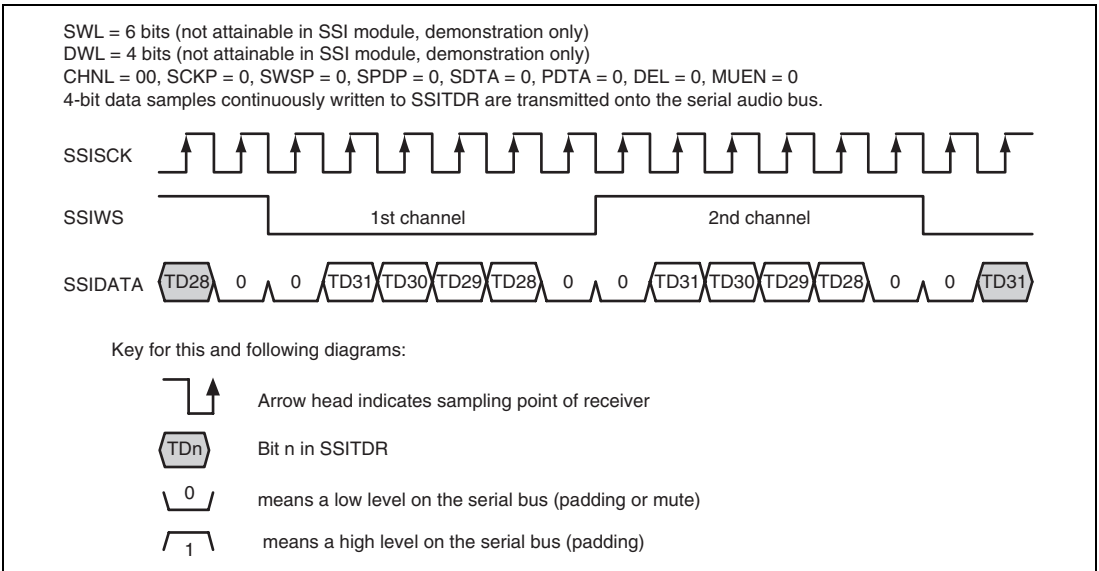 SWL = 6 bits (not attainable in SSI module, demonstration only)
DWL = 4 bits (not attainable in SSI module, demonstration only)
CHNL = 00, SCKP = 0, SWSP = 0, SPDP = 0, SDTA = 0, PDTA = 0, DEL = 0, MUEN = 0
4-bit data samples continuously written to SSITDR are transmitted onto the serial audio bus.
SSISCK
SSIWS 1st channel 2nd channel
SSIDATA TD28 0 0 TD31 TD30 TD29 TD28 0 0 TD31 TD30 TD29 TD28 0 0 TD31
Key for this and following diagrams:
Arrow head indicates sampling point of receiver
TDn Bit n in SSITDR
0 means a low level on the serial bus (padding or mute)
1 means a high level on the serial bus (padding)